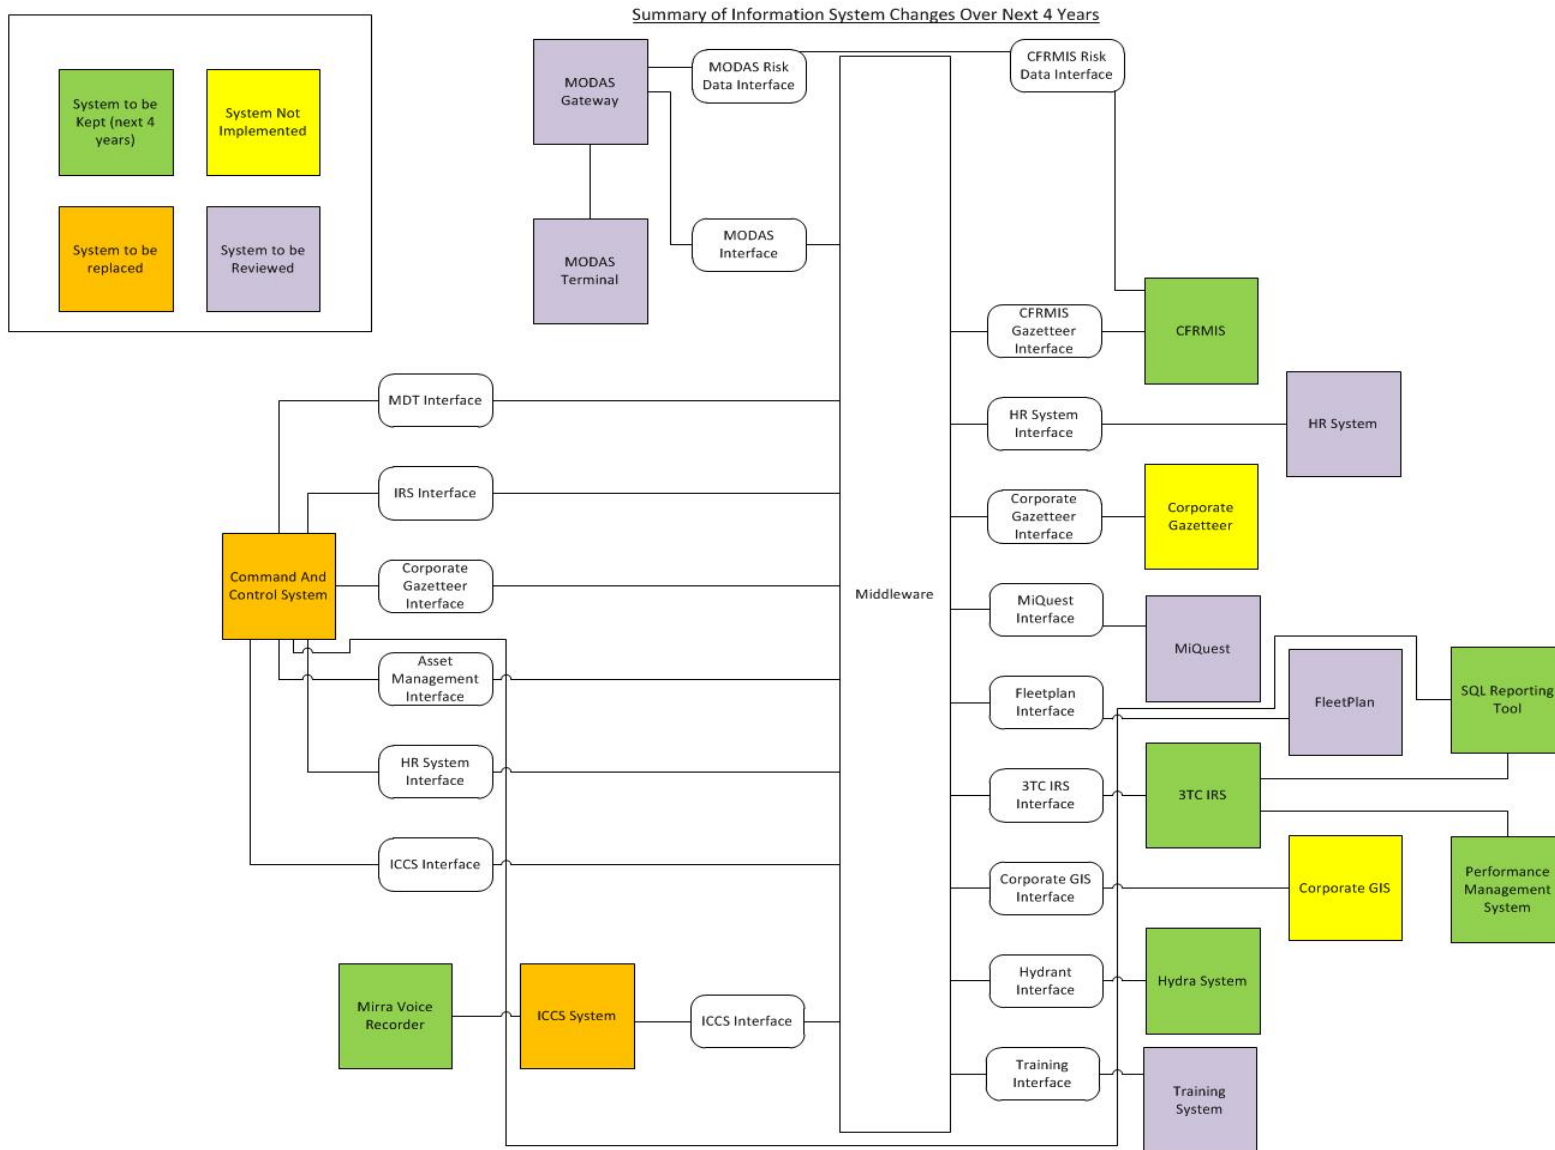 Summary of Information System Changes Over Next 4 Years
System to be
Kept (next 4
years)
System Not
Implemented
System to be
replaced
System to be
Reviewed
MODAS
Gateway
MODAS Risk
Data Interface
CFRMIS Risk
Data Interface
MODAS
Terminal
MODAS
Interface
CFRMIS
Gazetteer
Interface
CFRMIS
MDT Interface
HR System
Interface
HR System
IRS Interface
Corporate
Gazetteer
Interface
Corporate
Gazetteer
Command And
Control System
Corporate
Gazetteer
Interface
Middleware
MiQuest
Interface
MiQuest
Asset
Management
Interface
Fleetplan
Interface
FleetPlan
SQL Reporting
Tool
HR System
Interface
3TC IRS
Interface
3TC IRS
ICCS Interface
Corporate GIS
Interface
Corporate GIS
Performance
Management
System
Mirra Voice
Recorder
ICCS System
ICCS Interface
Hydrant
Interface
Hydra System
Training
Interface
Training
System